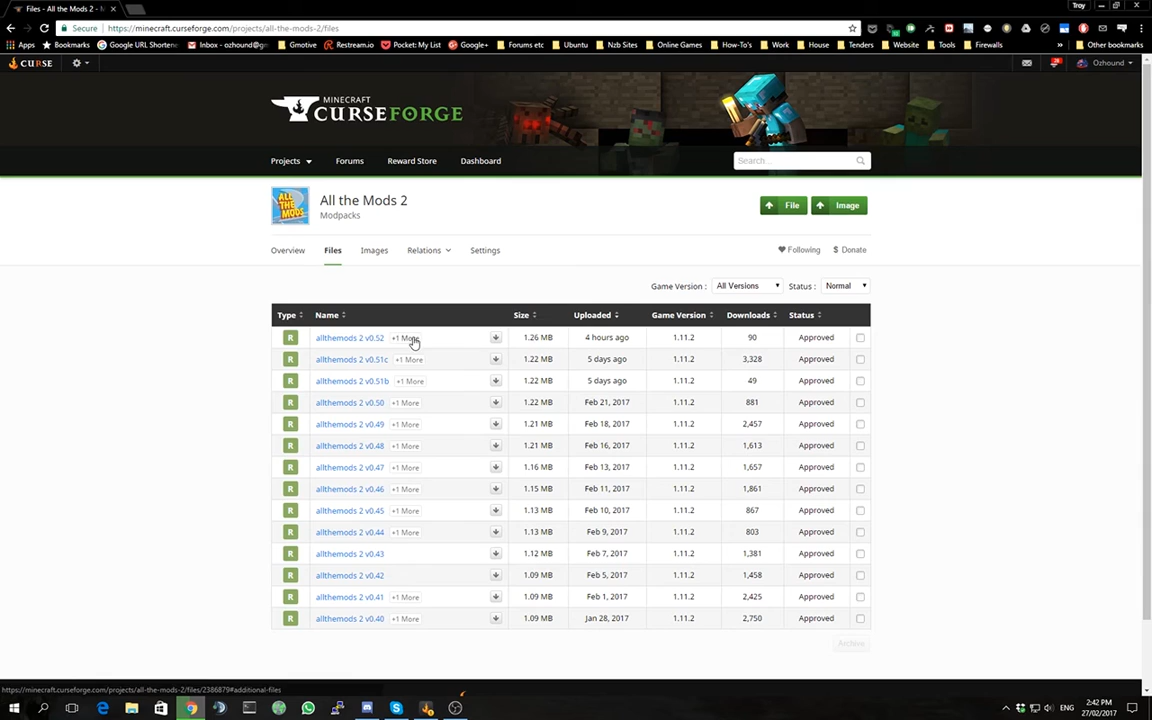 Files - All the Mods 2 -
Troy
Secure https://minecraft.curseforge.com/projects/all-the-mods-2/files
Apps Bookmarks Google URL Shortene Inbox - ozhound@gm Gmotive Restream.io Pocket: My List Google+ Forums etc Ubuntu Nzb Sites Online Games How-To's Work House Tenders Website Tools Firewalls » Other bookmarks
CURSE Ozhound
MINECRAFT
CURSEFORGE
Projects Forums Reward Store Dashboard Search...
ALL THE MODS
All the Mods 2
Modpacks
File Image
Overview Files Images Relations Settings Following $ Donate
Game Version : All Versions Status : Normal
Type Name Size Uploaded Game Version Downloads Status
R allthemods 2 v0.52 +1 More 1.26 MB 4 hours ago 1.11.2 90 Approved
R allthemods 2 v0.51c +1 More 1.22 MB 5 days ago 1.11.2 3,328 Approved
R allthemods 2 v0.51b +1 More 1.22 MB 5 days ago 1.11.2 49 Approved
R allthemods 2 v0.50 +1 More 1.22 MB Feb 21, 2017 1.11.2 881 Approved
R allthemods 2 v0.49 +1 More 1.21 MB Feb 18, 2017 1.11.2 2,457 Approved
R allthemods 2 v0.48 +1 More 1.21 MB Feb 16, 2017 1.11.2 1,613 Approved
R allthemods 2 v0.47 +1 More 1.16 MB Feb 13, 2017 1.11.2 1,657 Approved
R allthemods 2 v0.46 +1 More 1.15 MB Feb 11, 2017 1.11.2 1,861 Approved
R allthemods 2 v0.45 +1 More 1.13 MB Feb 10, 2017 1.11.2 867 Approved
R allthemods 2 v0.44 +1 More 1.13 MB Feb 9, 2017 1.11.2 803 Approved
R allthemods 2 v0.43 1.12 MB Feb 7, 2017 1.11.2 1,381 Approved
R allthemods 2 v0.42 1.09 MB Feb 5, 2017 1.11.2 1,458 Approved
R allthemods 2 v0.41 +1 More 1.09 MB Feb 1, 2017 1.11.2 2,425 Approved
R allthemods 2 v0.40 +1 More 1.09 MB Jan 28, 2017 1.11.2 2,750 Approved
Archive
https://minecraft.curseforge.com/projects/all-the-mods-2/files/2386879#additional-files
ENG 2:42 PM
27/02/2017